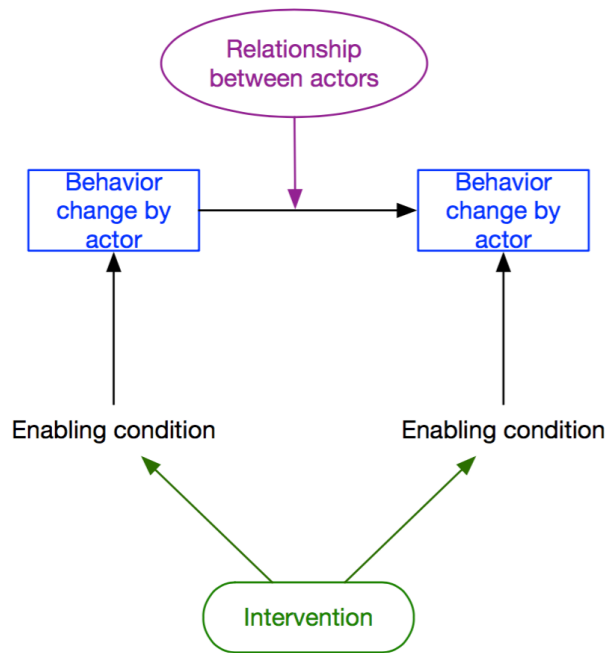 Relationship
between actors
Behavior
change by
actor
Behavior
change by
actor
Enabling condition
Enabling condition
Intervention